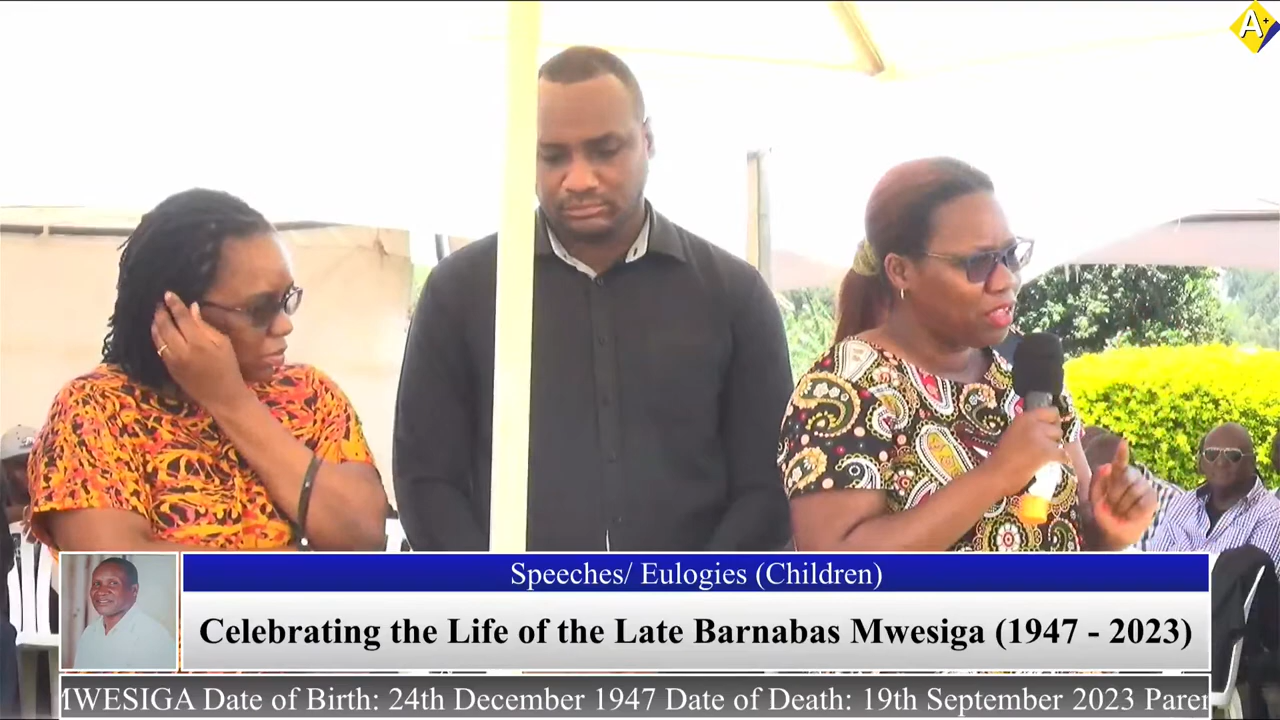 A+
Speeches/ Eulogies (Children)
Celebrating the Life of the Late Barnabas Mwesiga (1947 - 2023)
MWESIGA Date of Birth: 24th December 1947 Date of Death: 19th September 2023 Paren